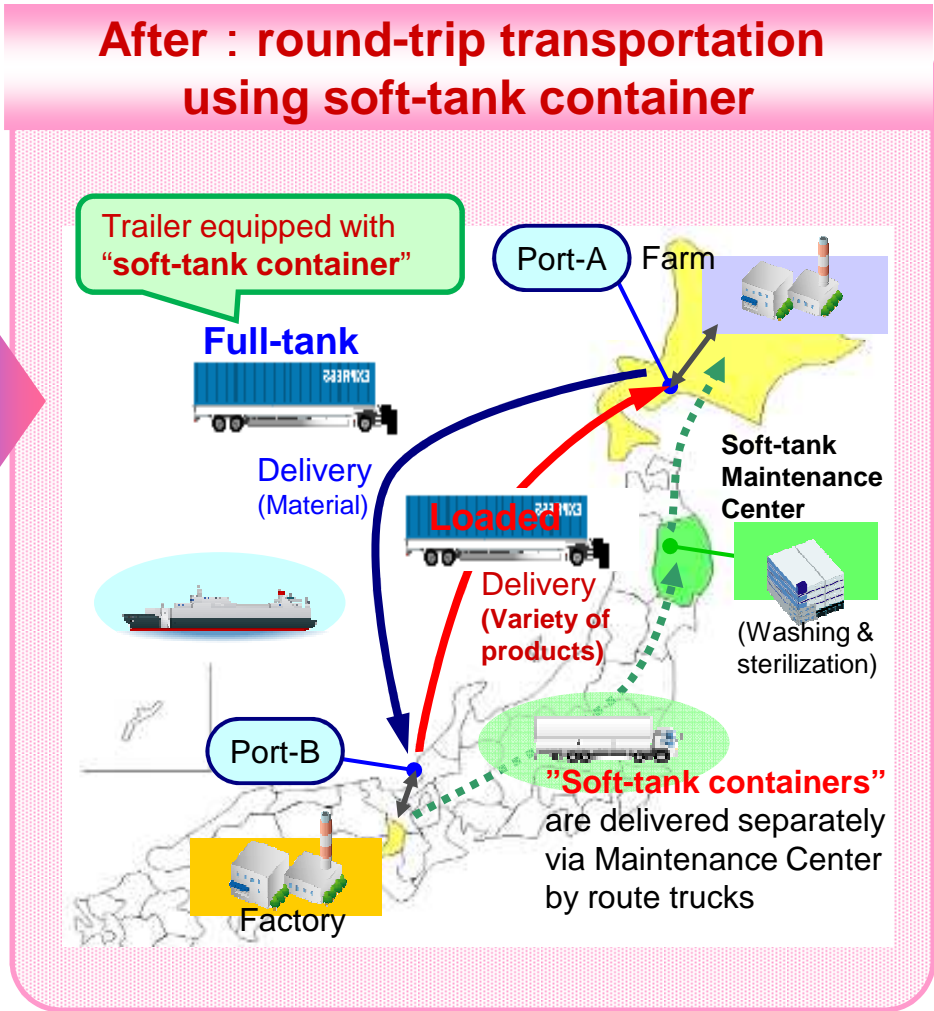 After : round-trip transportation
using soft-tank container
Trailer equipped with
“soft-tank container”
Port-A
Farm
Full-tank
EXPRESS
Delivery
(Material)
Soft-tank
Maintenance
Center
EXPRESS
Loaded
Delivery
(Variety of
products)
(Washing &
sterilization)
Port-B
”Soft-tank containers”
are delivered separately
via Maintenance Center
by route trucks
Factory